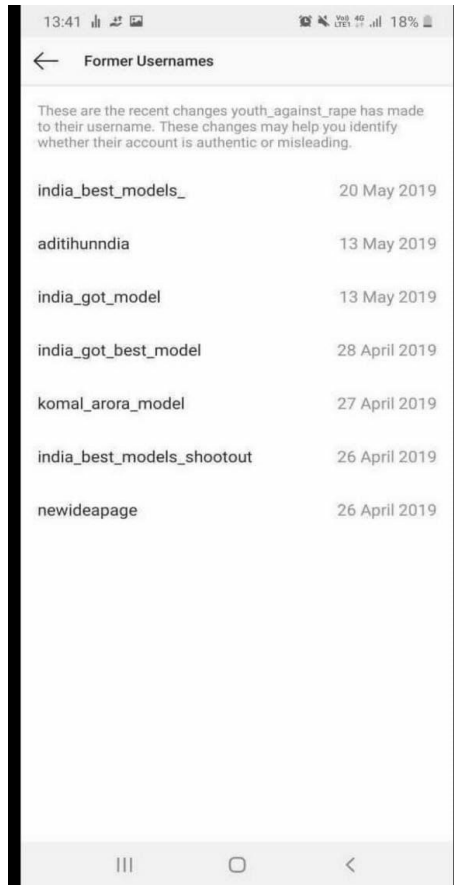 13:41 18%
Former Usernames
These are the recent changes youth_against_rape has made
to their username. These changes may help you identify
whether their account is authentic or misleading.
india_best_models_ 20 May 2019
aditihunndia 13 May 2019
india_got_model 13 May 2019
india_got_best_model 28 April 2019
komal_arora_model 27 April 2019
india_best_models_shootout 26 April 2019
newideapage 26 April 2019